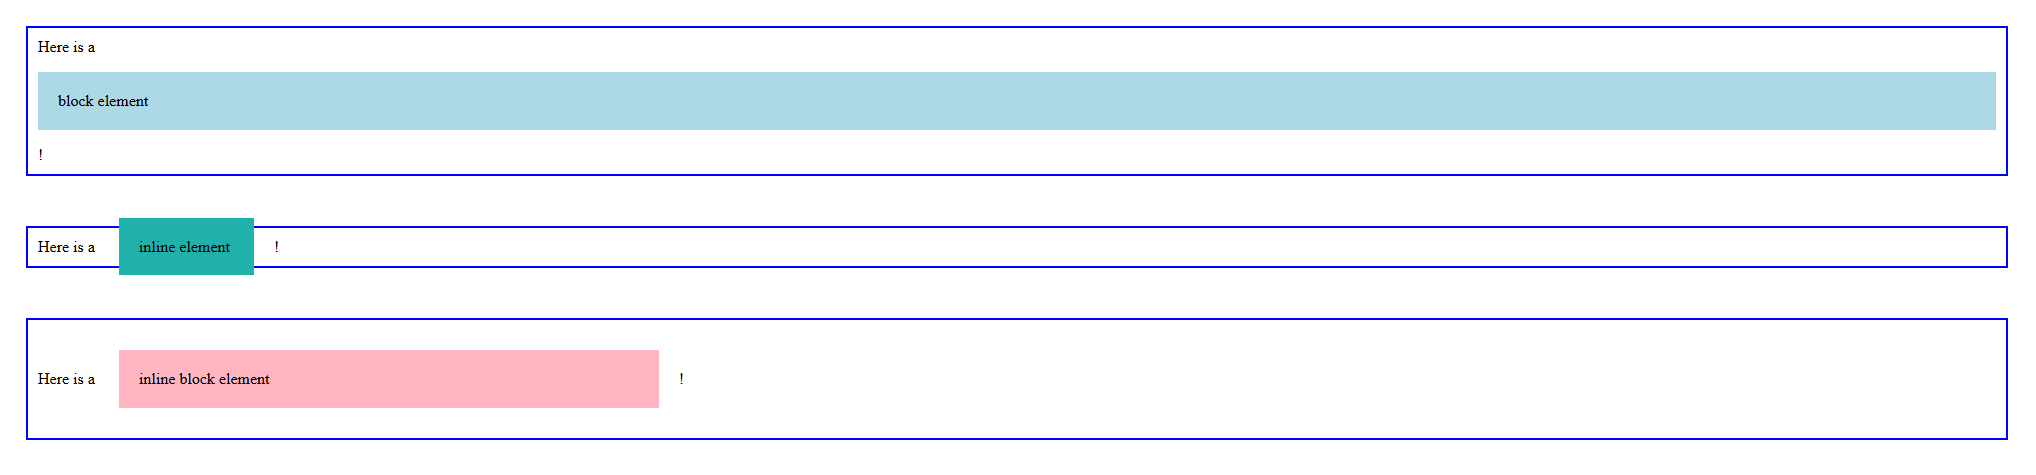 Here is a
block element
!
Here is a inline element !
Here is a inline block element !